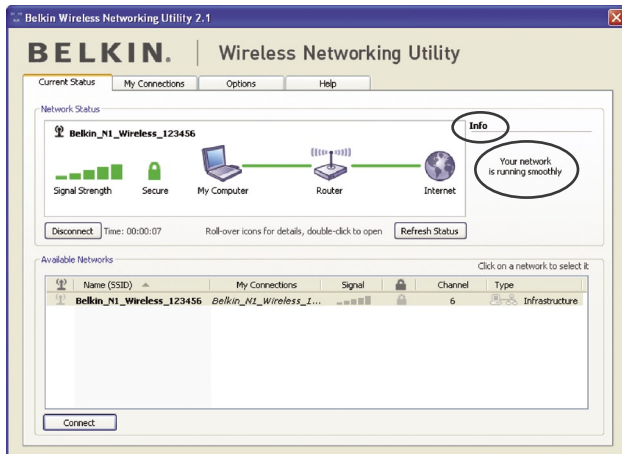 Belkin Wireless Networking Utility 2.1
BELKIN. Wireless Networking Utility
Current Status My Connections Options Help
Network Status
Belkin_N1_Wireless_123456
Info
Your network
is running smoothly
Signal Strength Secure My Computer Router Internet
Disconnect Time: 00:00:07 Roll-over icons for details, double-click to open Refresh Status
Available Networks
Click on a network to select it
Name (SSID) My Connections Signal Channel Type
Belkin_N1_Wireless_123456 Belkin_N1_Wireless_1... 6 Infrastructure
Connect